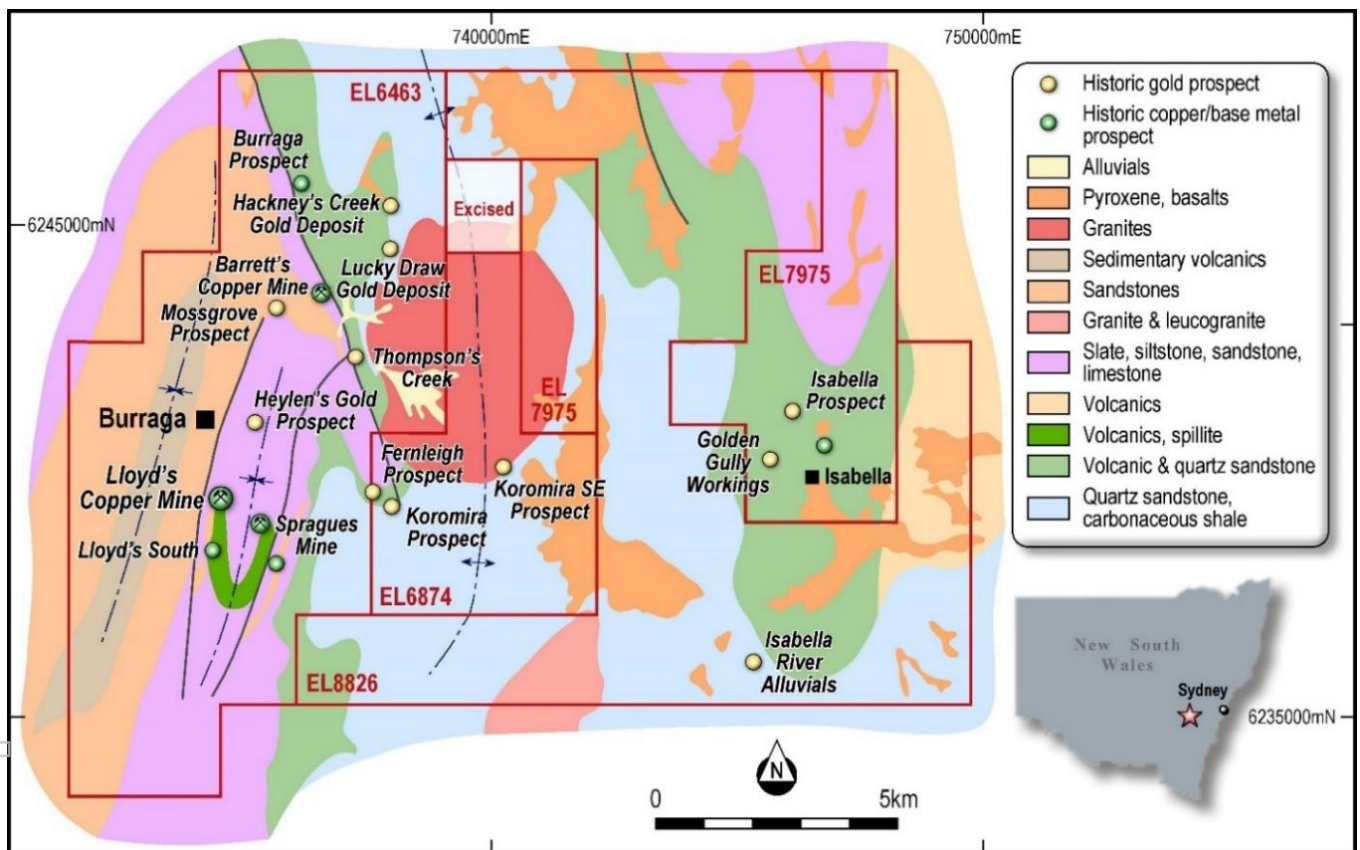 740000mE
750000mE
EL6463
Burraga
Prospect
Hackney's Creek
Gold Deposit
Excised
6245000mN
Barrett's
Copper Mine
Lucky Draw
Gold Deposit
Mossgrove
Prospect
EL7975
Thompson's
Creek
EL
7975
Isabella
Prospect
Burraga
Heylen's Gold
Prospect
Golden
Gully
Workings
Isabella
Fernleigh
Prospect
Koromira SE
Prospect
Lloyd's
Copper Mine
Koromira
Prospect
Spragues
Mine
Lloyd's South
EL6874
Isabella
River
Alluvials
EL8826
N
0
5km
Historic gold prospect
Historic copper/base metal
prospect
Alluvials
Pyroxene, basalts
Granites
Sedimentary volcanics
Sandstones
Granite & leucogranite
Slate, siltstone, sandstone,
limestone
Volcanics
Volcanics, spillite
Volcanic & quartz sandstone
Quartz sandstone,
carbonaceous shale
New South
Wales
Sydney
6235000mN